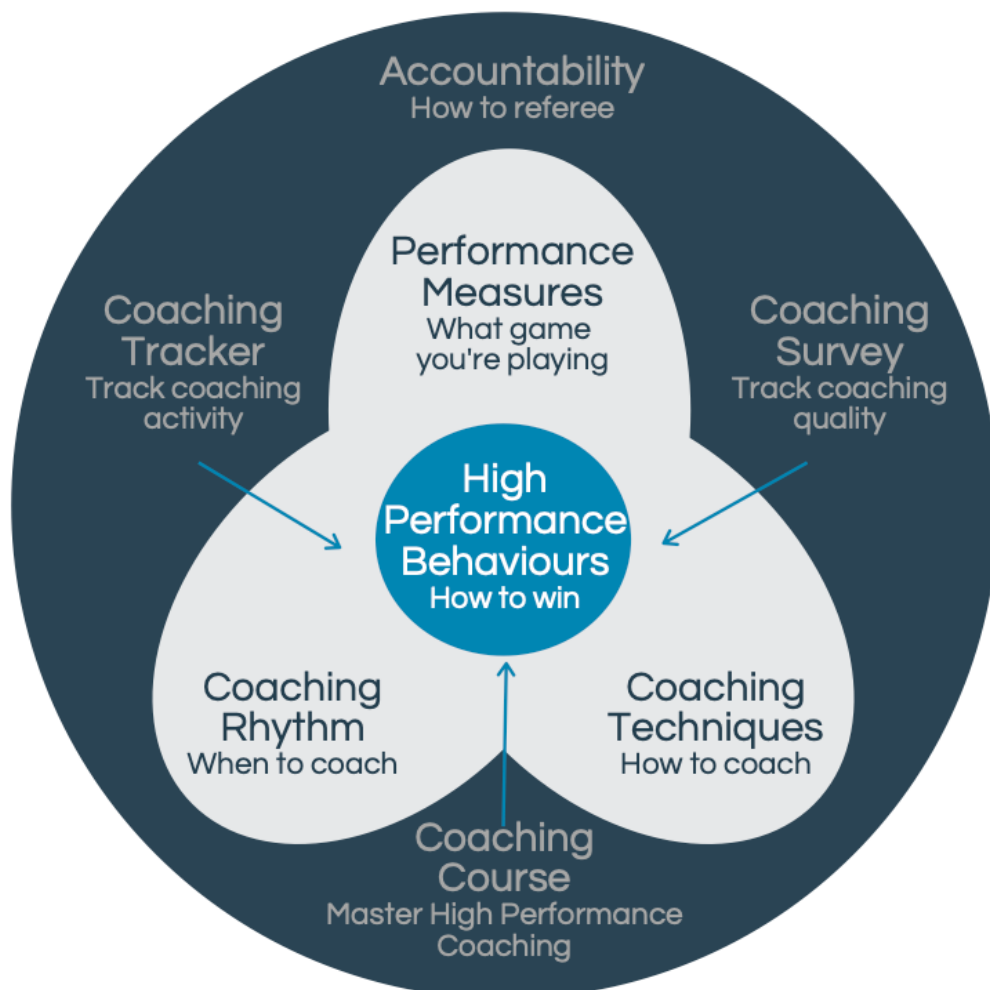 Accountability
How to referee
Performance
Measures
What game
you're playing
Coaching
Tracker
Track coaching
activity
Coaching
Survey
Track coaching
quality
High
Performance
Behaviours
How to win
Coaching
Rhythm
When to coach
Coaching
Techniques
How to coach
Coaching
Course
Master High Performance
Coaching